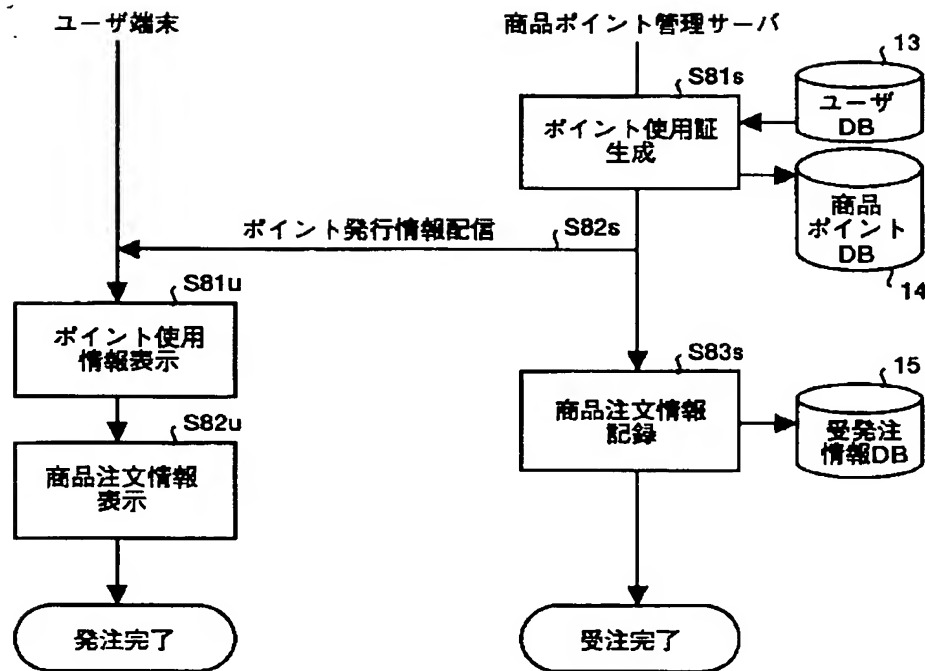 ユーザ端末
商品ポイント管理サーバ
13
S81s
ユーザ
DB
ポイント使用証
生成
商品
ポイント
DB
14
ポイント発行情報配信
S82s
S81u
ポイント使用
情報表示
S83s
15
商品注文情報
記録
受発注
情報DB
S82u
商品注文情報
表示
発注完了
受注完了